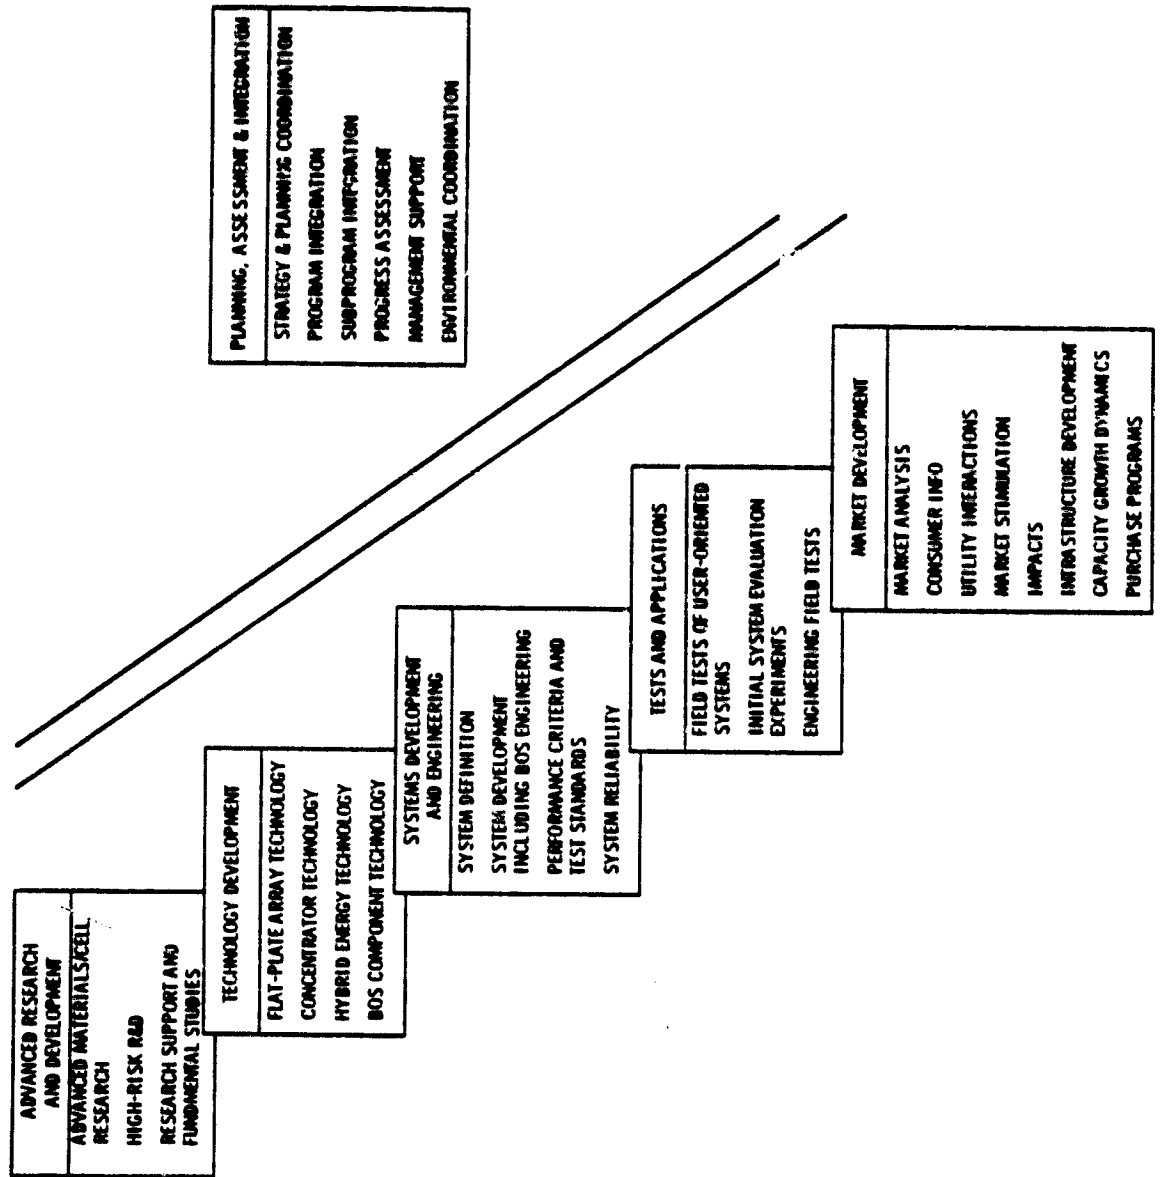 ADVANCED RESEARCH
AND DEVELOPMENT
ADVANCED MATERIALS/CELL
RESEARCH
HIGH-RISK R&D
RESEARCH SUPPORT AND
FUNDMENTAL STUDIES
TECHNOLOGY DEVELOPMENT
FLAT-PLATE ARRAY TECHNOLOGY
CONCENTRATOR TECHNOLOGY
HYBRID ENERGY TECHNOLOGY
BOS COMPONENT TECHNOLOGY
SYSTEMS DEVELOPMENT
AND ENGINEERING
SYSTEM DEFINITION
SYSTEM DEVELOPMENT
INCLUDING BOS ENGINEERING
PERFORMANCE CRITERIA AND
TEST STANDARDS
SYSTEM RELIABILITY
TESTS AND APPLICATIONS
FIELD TESTS OF USER-ORIENTED
SYSTEMS
INITIAL SYSTEM EVALUATION
EXPERIMENTS
ENGINEERING FIELD TESTS
MARKET DEVELOPMENT
MARKET ANALYSIS
CONSUMER INFO
UTILITY INTERACTIONS
MARKET STIMULATION
IMPACTS
INFRASTRUCTURE DEVELOPMENT
CAPACITY GROWTH DYNAMICS
PURCHASE PROGRAMS
PLANNING, ASSESSMENT & INTEGRATION
STRATEGY & PLANNING COORDINATION
PROGRAM INTEGRATION
SUBPROGRAM INTEGRATION
PROGRESS ASSESSMENT
MANAGEMENT SUPPORT
ENVIRONMENTAL COORDINATION